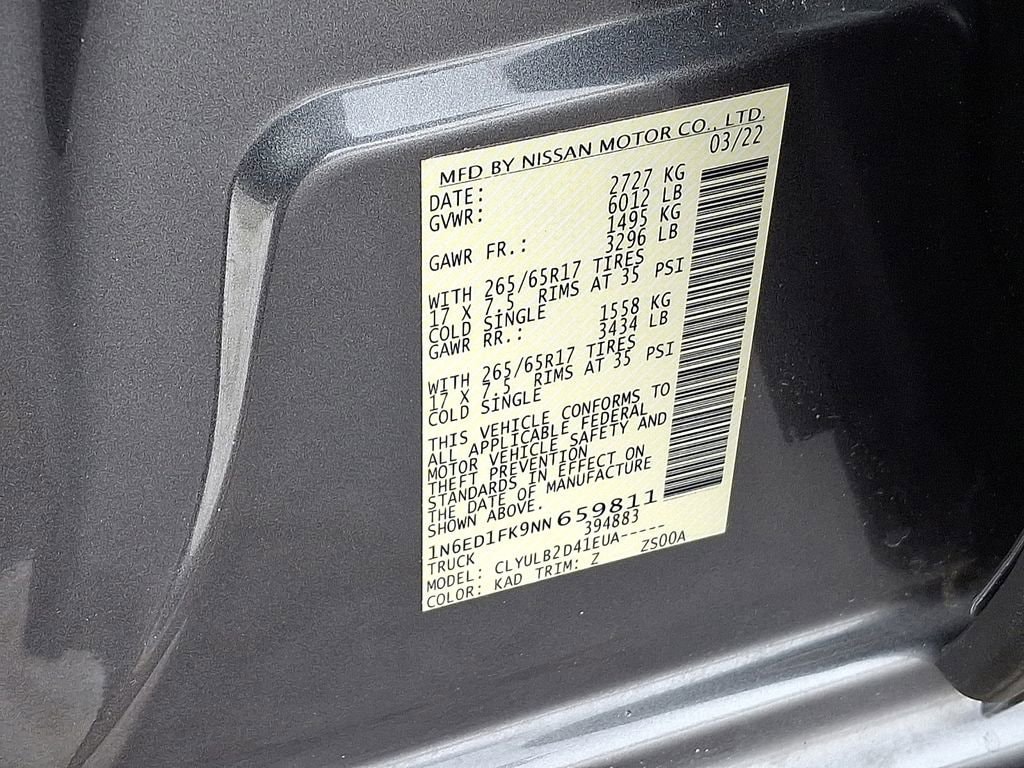 MFD BY NISSAN MOTOR CO., LTD.
DATE: 03/22
GVWR: 2727 KG
6012 LB
GAWR FR.: 1495 KG
3296 LB
WITH 265/65R17 TIRES
17 X 7.5 RIMS AT 35 PSI
COLD SINGLE
GAWR RR.: 1558 KG
3434 LB
WITH 265/65R17 TIRES
17 X 7.5 RIMS AT 35 PSI
COLD SINGLE
THIS VEHICLE CONFORMS TO
ALL APPLICABLE FEDERAL
MOTOR VEHICLE SAFETY AND
THEFT PREVENTION
STANDARDS IN EFFECT ON
THE DATE OF MANUFACTURE
SHOWN ABOVE.
1N6ED1FK9NN659811
TRUCK 394883
MODEL: CLYULB2D41EUA-----
COLOR: KAD TRIM: Z ZS00A